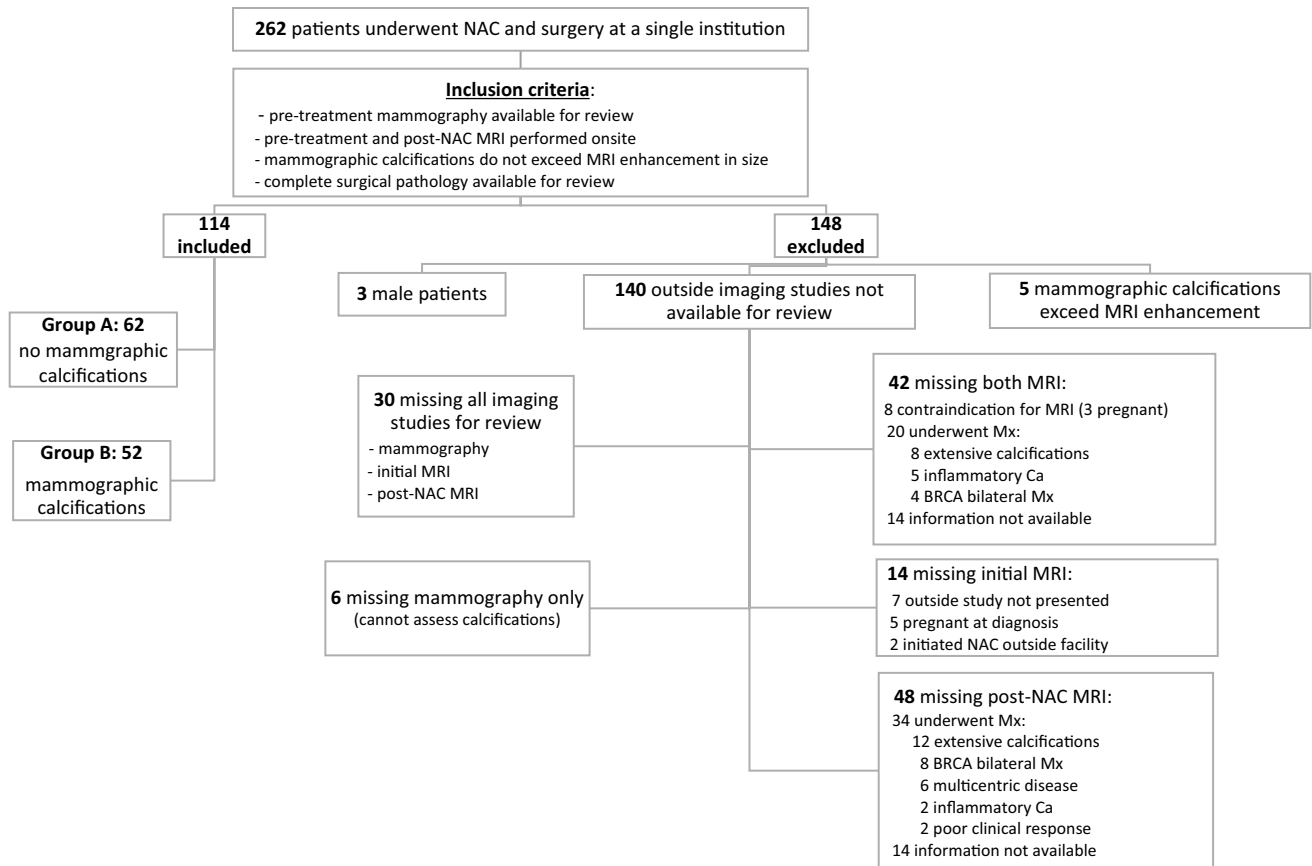 262 patients underwent NAC and surgery at a single institution
Inclusion criteria:
- pre-treatment mammography available for review
- pre-treatment and post-NAC MRI performed onsite
- mammographic calcifications do not exceed MRI enhancement in size
- complete surgical pathology available for review
114
included
148
excluded
3 male patients
140 outside imaging studies not
available for review
5 mammographic calcifications
exceed MRI enhancement
Group A: 62
no mammgraphic
calcifications
Group B: 52
mammographic
calcifications
30 missing all imaging
studies for review
- mammography
- initial MRI
- post-NAC MRI
42 missing both MRI:
8 contraindication for MRI (3 pregnant)
20 underwent Mx:
8 extensive calcifications
5 inflammatory Ca
4 BRCA bilateral Mx
14 information not available
6 missing mammography only
(cannot assess calcifications)
14 missing initial MRI:
7 outside study not presented
5 pregnant at diagnosis
2 initiated NAC outside facility
48 missing post-NAC MRI:
34 underwent Mx:
12 extensive calcifications
8 BRCA bilateral Mx
6 multicentric disease
2 inflammatory Ca
2 poor clinical response
14 information not available